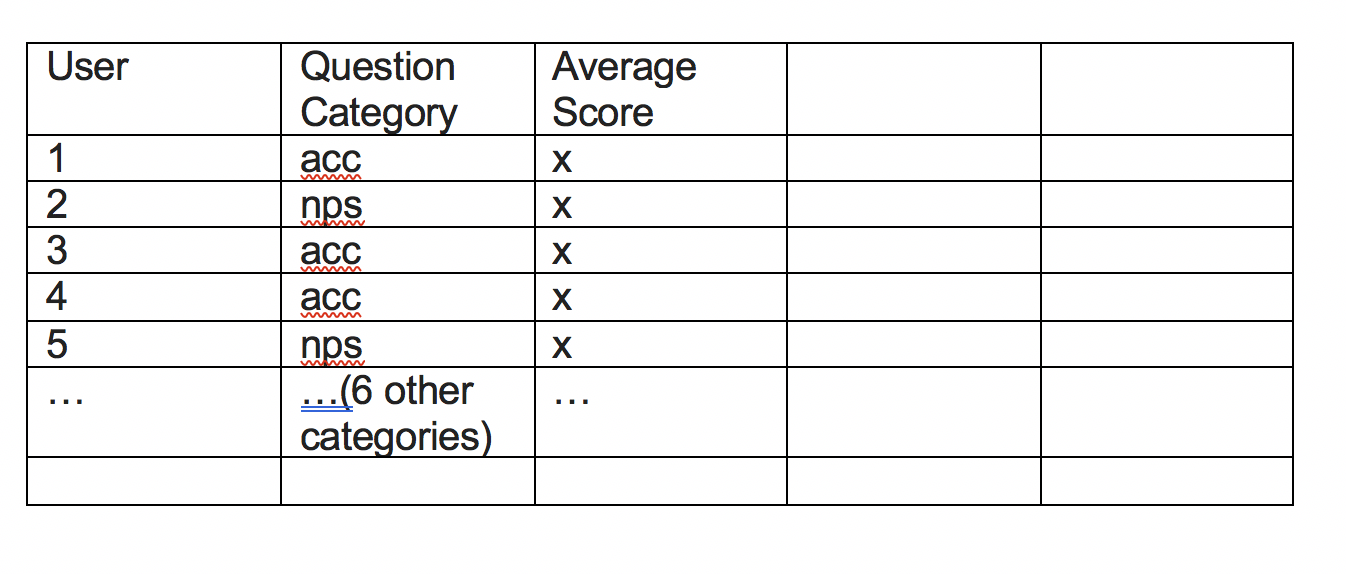 User Question Average
Category Score
1 acc x
2 nps x
3 acc x
4 acc x
5 nps x
… …(6 other …
categories)